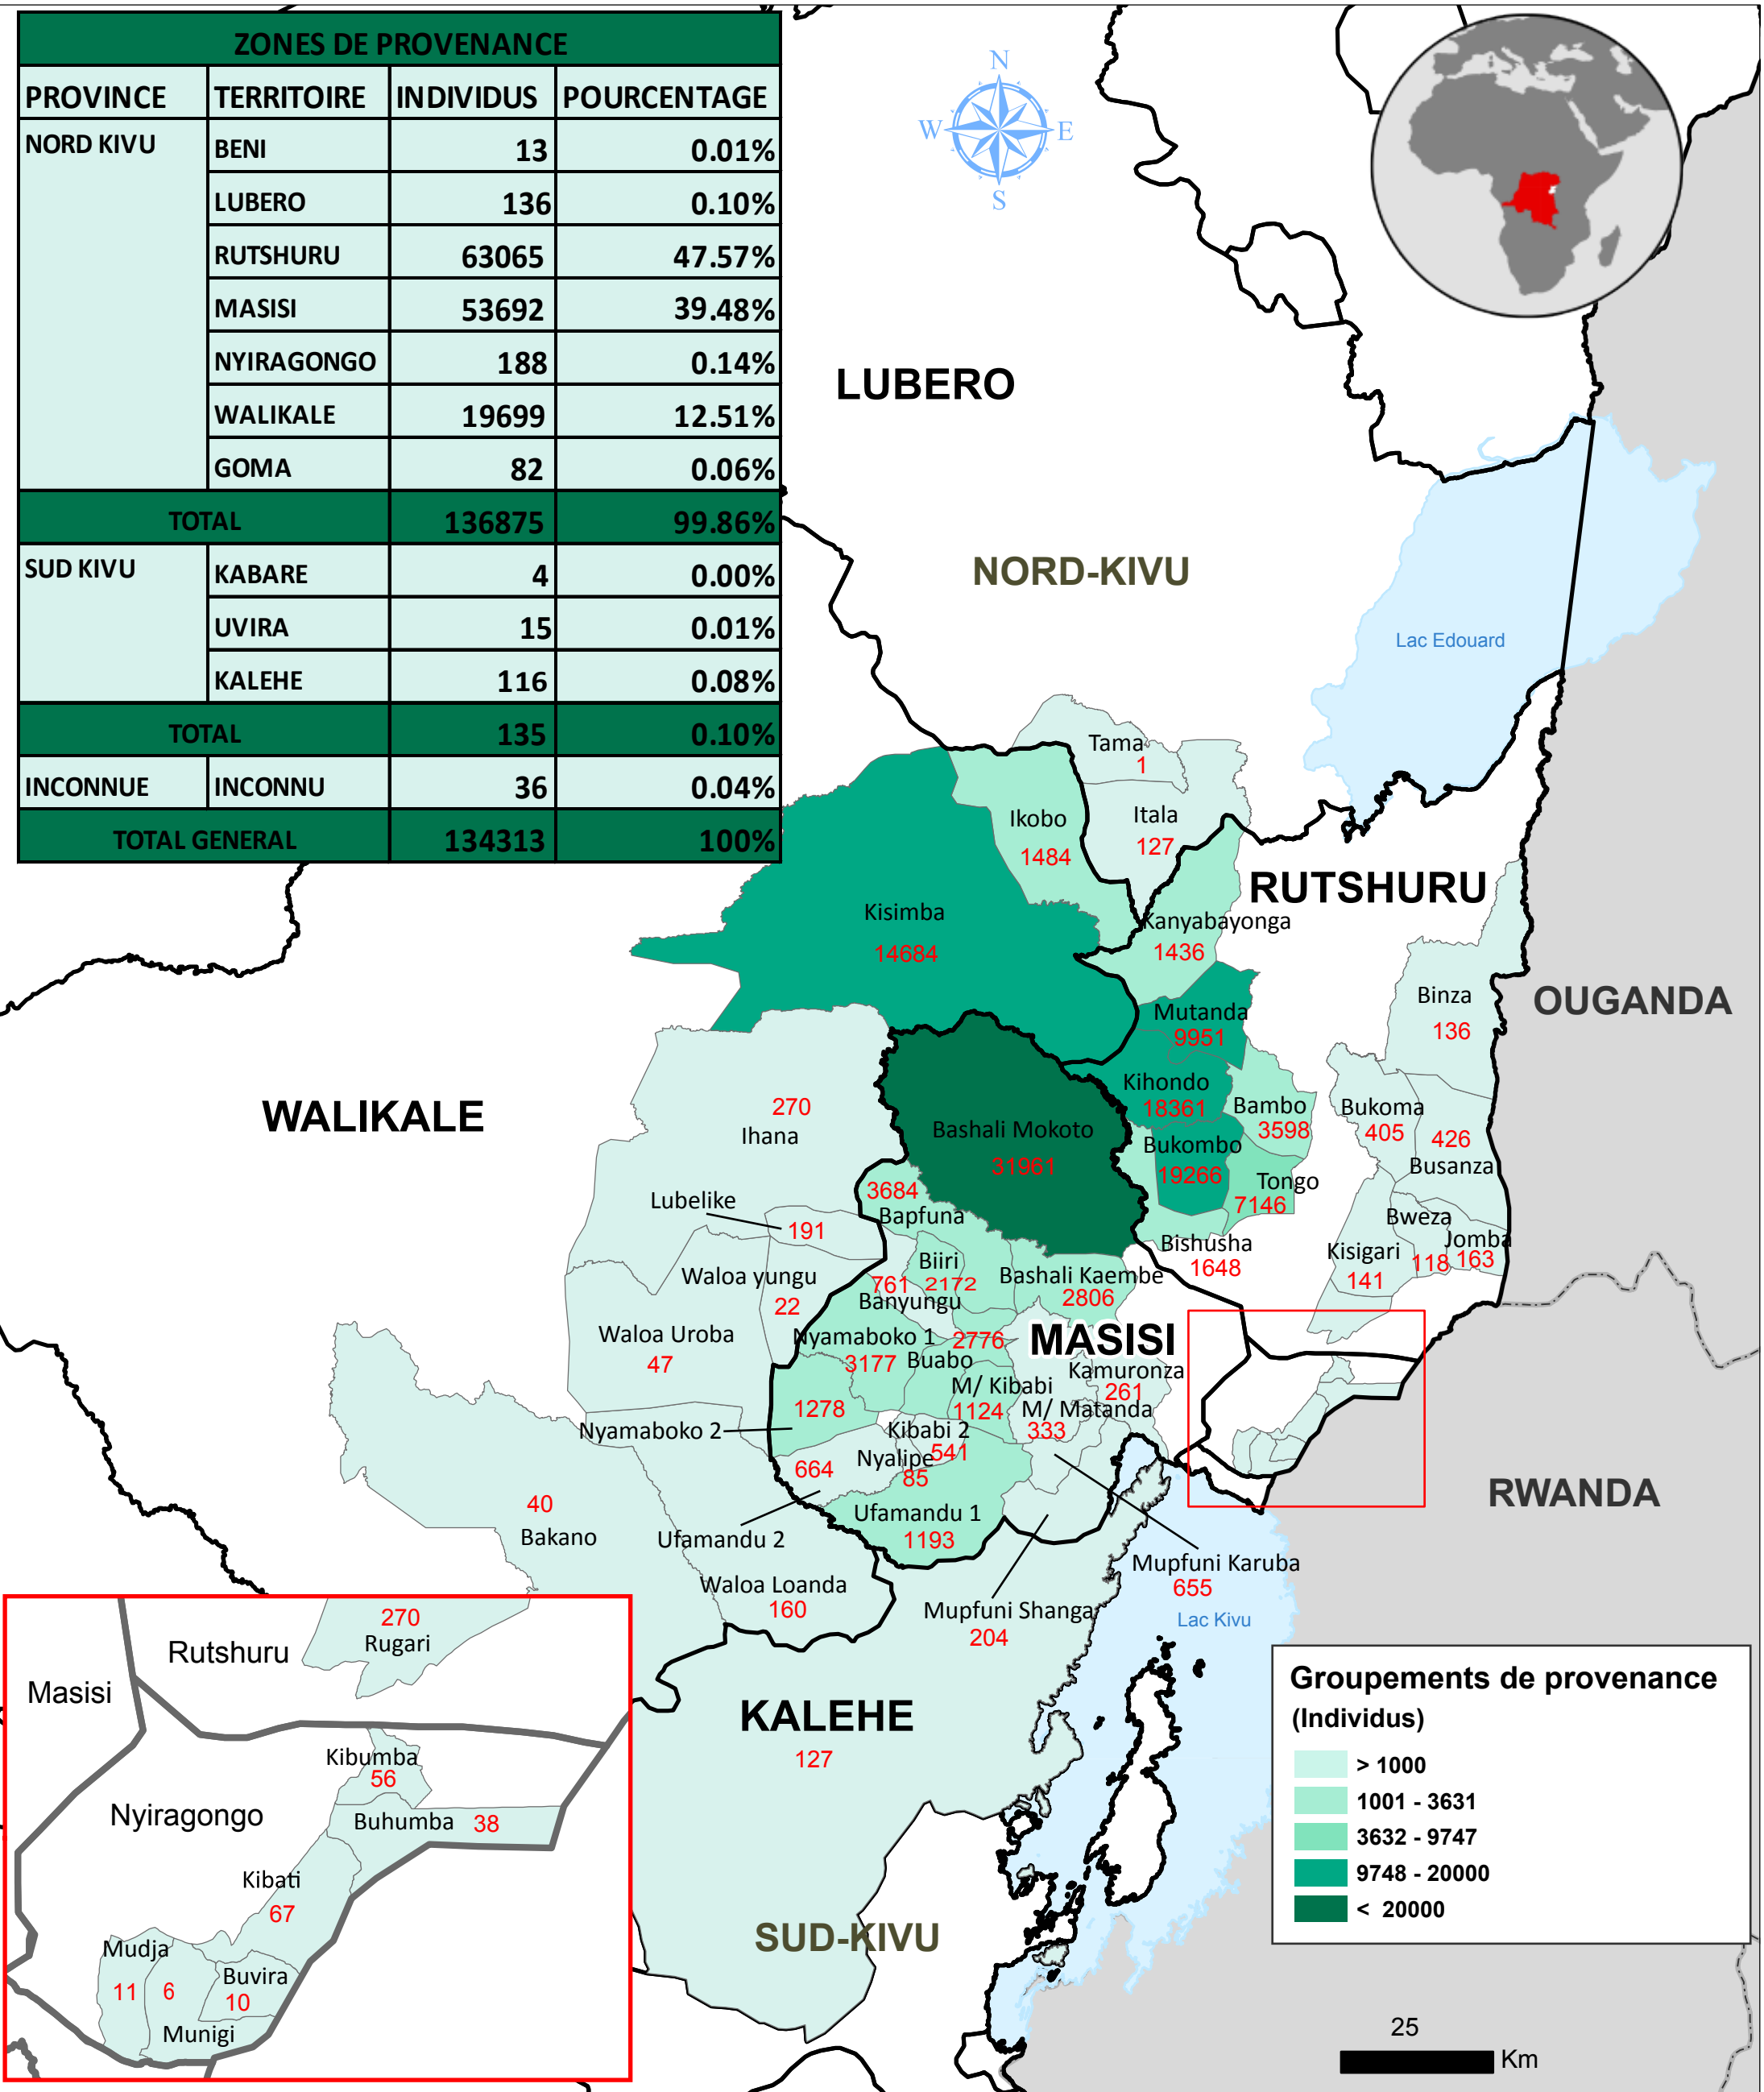 ZONES DE PROVENANCE
PROVINCE TERRITOIRE INDIVIDUS POURCENTAGE
NORD KIVU BENI 13 0.01%
LUBERO 136 0.10%
RUTSHURU 63065 47.57%
MASISI 53692 39.48%
NYIRAGONGO 188 0.14%
WALIKALE 19699 12.51%
GOMA 82 0.06%
TOTAL 136875 99.86%
SUD KIVU KABARE 4 0.00%
UVIRA 15 0.01%
KALEHE 116 0.08%
TOTAL 135 0.10%
INCONNUE INCONNU 36 0.04%
TOTAL GENERAL 134313 100%
N
W E
S
LUBERO
NORD-KIVU
Lac Edouard
Tama
1
Ikobo
1484
Itala
127
RUTSHURU
Kisimba
14684
Kanyabayonga
1436
Binza
136
OUGANDA
Mutanda
9951
Kihondo
18361
Bambo
3598
Bukoma
405
426
Busanza
WALIKALE
270
Ihana
Bashali Mokoto
31961
Bukombo
19266
Tongo
7146
Lubelike
191
3684
Bapfuna
Bishusha
1648
Bweza
118
Jomba
163
Kisigari
141
Waloa yungu
22
761
Banyungu
Biiri
2172
Bashali Kaembe
2806
Waloa Uroba
47
Nyamaboko 1
3177
2776
Buabo
MASISI
Kamuronza
261
M/ Kibabi
1124
M/ Matanda
333
1278
Nyamaboko 2
Kibabi 2
541
Nyalipe
85
664
Ufamandu 2
Ufamandu 1
1193
RWANDA
40
Bakano
Waloa Loanda
160
Mupfuni Karuba
655
Mupfuni Shanga
204
Lac Kivu
KALEHE
127
SUD-KIVU
270
Rugari
Rutshuru
Masisi
Kibumba
56
Nyiragongo
Buhumba 38
Kibati
67
Mudja
11
6
Buvira
10
Munigi
Groupements de provenance
(Individus)
> 1000
1001 - 3631
3632 - 9747
9748 - 20000
< 20000
25
Km